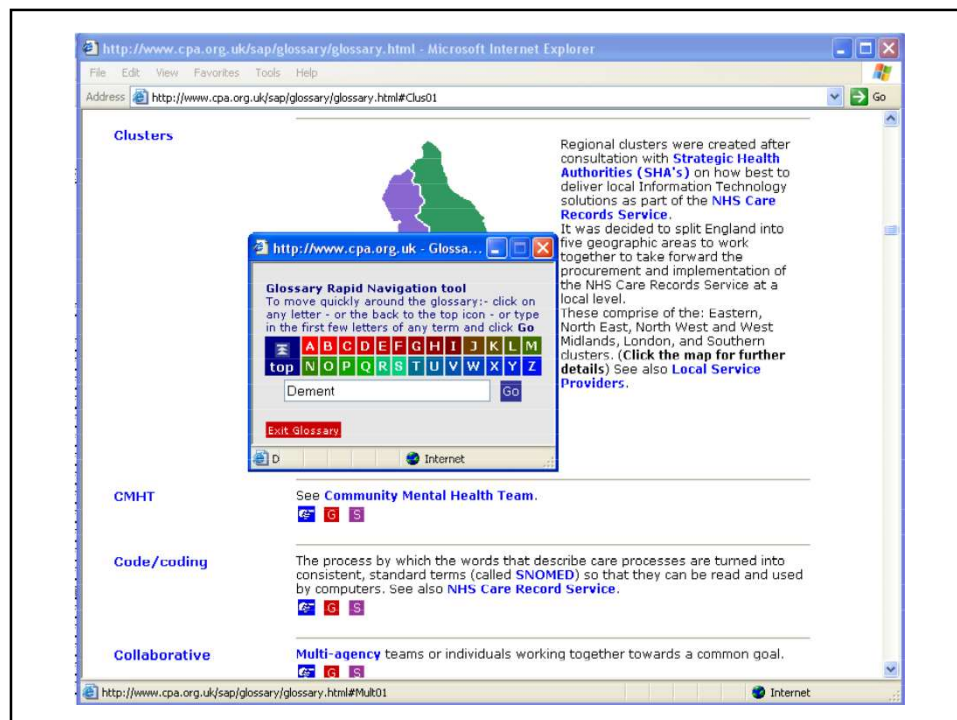 http://www.cpa.org.uk/sap/glossary/glossary.html - Microsoft Internet Explorer
File Edit View Favorites Tools Help
Address http://www.cpa.org.uk/sap/glossary/glossary.html#Clus01 Go
Clusters
Regional clusters were created after
consultation with Strategic Health
Authorities (SHA's) on how best to
deliver local Information Technology
solutions as part of the NHS Care
Records Service.
It was decided to split England into
five geographic areas to work
together to take forward the
procurement and implementation of
the NHS Care Records Service at a
local level.
These comprise of the: Eastern,
North East, North West and West
Midlands, London, and Southern
clusters. (Click the map for further
details) See also Local Service
Providers.
http://www.cpa.org.uk - Glossa...
Glossary Rapid Navigation tool
To move quickly around the glossary:- click on
any letter - or the back to the top icon - or type
in the first few letters of any term and click Go
A B C D E F G H I J K L M
top N O P Q R S T U V W X Y Z
Dement Go
Exit Glossary
D Internet
CMHT See Community Mental Health Team.
G S
Code/coding The process by which the words that describe care processes are turned into
consistent, standard terms (called SNOMED) so that they can be read and used
by computers. See also NHS Care Record Service.
G S
Collaborative Multi-agency teams or individuals working together towards a common goal.
G S
http://www.cpa.org.uk/sap/glossary/glossary.html#Mult01 Internet